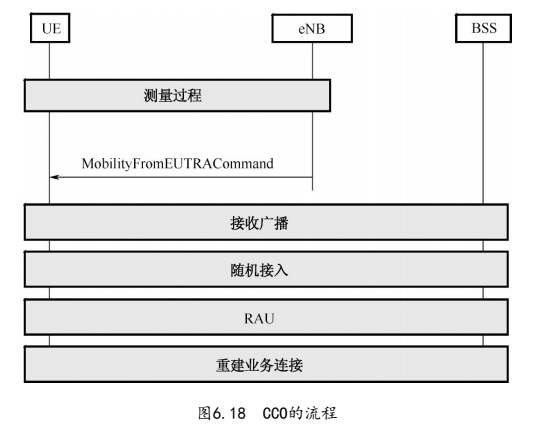 UE eNB BSS
测量过程
MobilityFromEUTRACommand
接收广播
随机接入
RAU
重建业务连接
图6.18 CCO的流程